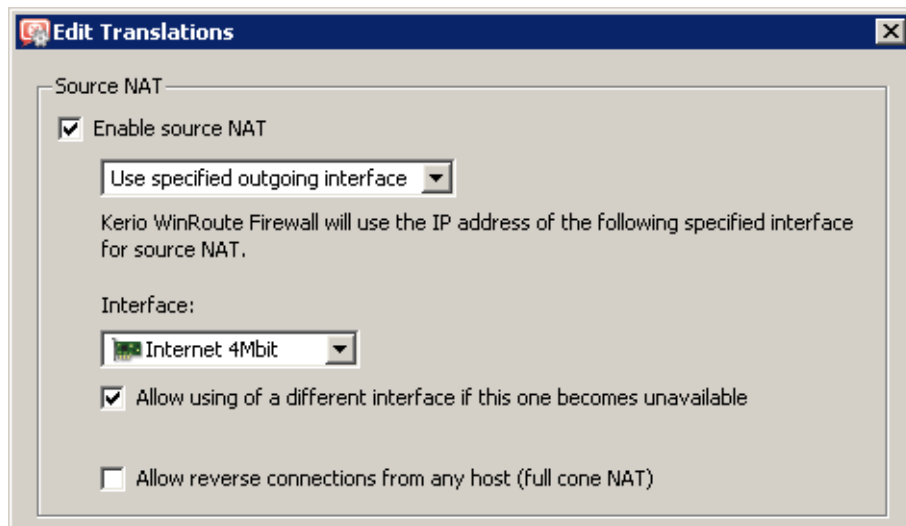 Edit Translations
Source NAT
Enable source NAT
Use specified outgoing interface
Kerio WinRoute Firewall will use the IP address of the following specified interface
for source NAT.
Interface:
Internet 4Mbit
Allow using of a different interface if this one becomes unavailable
Allow reverse connections from any host (full cone NAT)